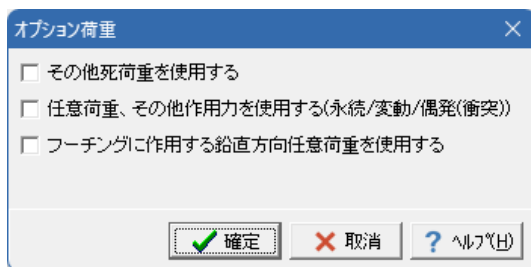 オプション荷重
その他死荷重を使用する
任意荷重、その他作用力を使用する(永続/変動/偶発(衝突))
フーチングに作用する鉛直方向任意荷重を使用する
確定 取消 ? ﾍﾙﾌﾟ(H)